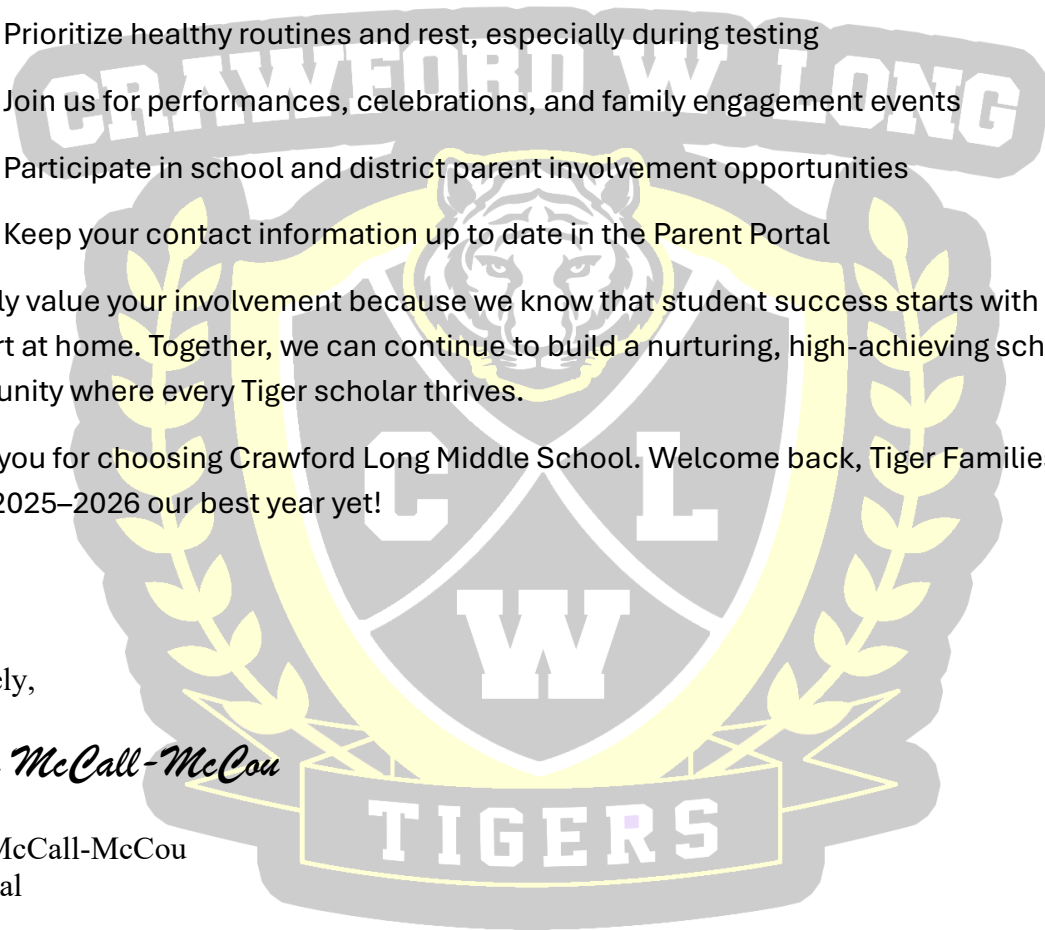 CRAWFORD W LONG
Prioritize healthy routines and rest, especially during testing
Join us for performances, celebrations, and family engagement events
Participate in school and district parent involvement opportunities
Keep your contact information up to date in the Parent Portal
ly value your involvement because we know that student success starts with
rt at home. Together, we can continue to build a nurturing, high-achieving sch
unity where every Tiger scholar thrives.
you for choosing Crawford Long Middle School. Welcome back, Tiger Families
2025–2026 our best year yet!
C L
W
ely,
McCall-McCou
TIGERS
McCall-McCou
al